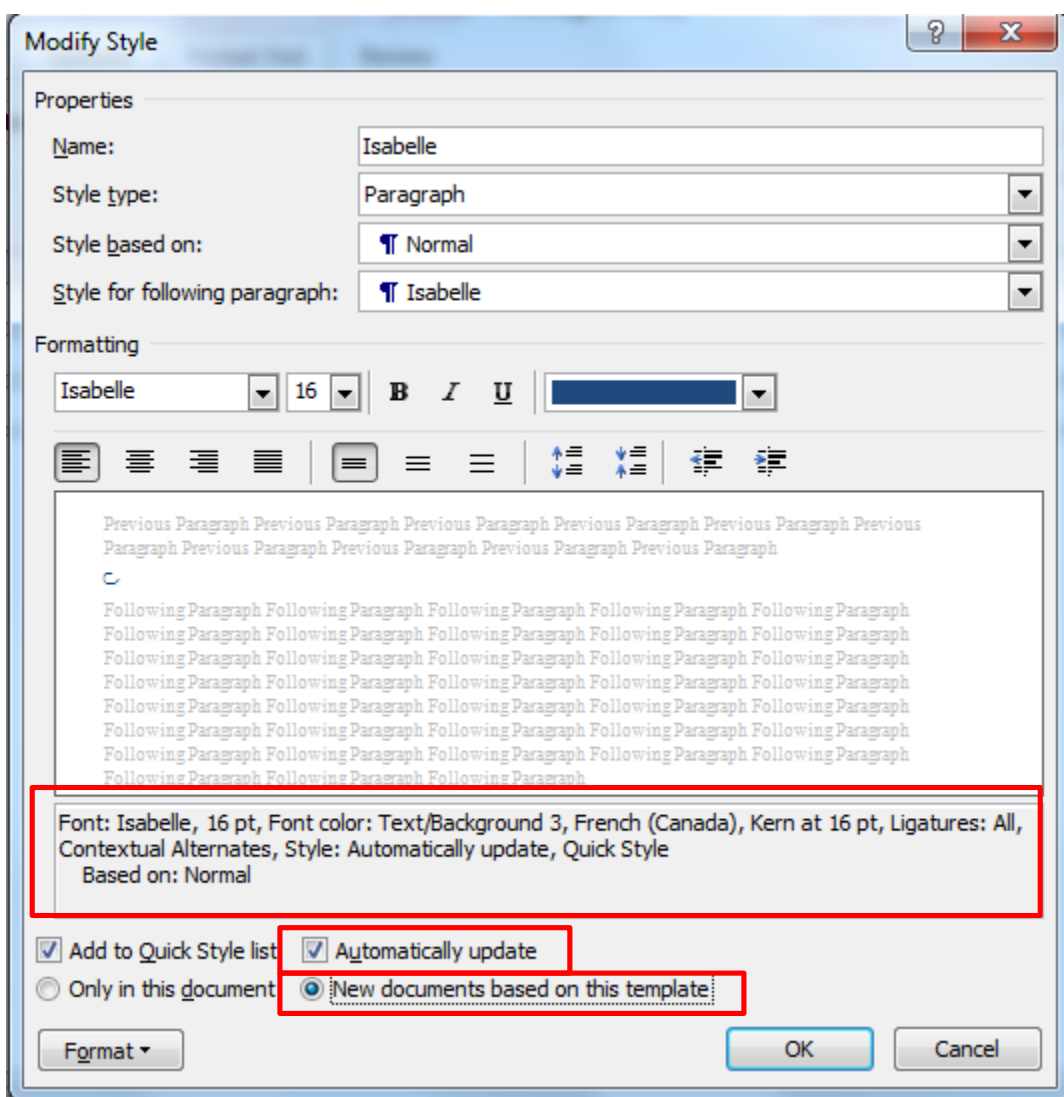 Modify Style
Properties
Name: Isabelle
Style type: Paragraph
Style based on: ¶ Normal
Style for following paragraph: ¶ Isabelle
Formatting
Isabelle 16 B I U
Previous Paragraph Previous Paragraph Previous Paragraph Previous Paragraph Previous Paragraph Previous
Paragraph Previous Paragraph Previous Paragraph Previous Paragraph Previous Paragraph
Following Paragraph Following Paragraph Following Paragraph Following Paragraph Following Paragraph
Following Paragraph Following Paragraph Following Paragraph Following Paragraph Following Paragraph
Following Paragraph Following Paragraph Following Paragraph Following Paragraph Following Paragraph
Following Paragraph Following Paragraph Following Paragraph Following Paragraph Following Paragraph
Following Paragraph Following Paragraph Following Paragraph Following Paragraph Following Paragraph
Following Paragraph Following Paragraph Following Paragraph Following Paragraph Following Paragraph
Following Paragraph Following Paragraph Following Paragraph Following Paragraph Following Paragraph
Following Paragraph Following Paragraph Following Paragraph
Font: Isabelle, 16 pt, Font color: Text/Background 3, French (Canada), Kern at 16 pt, Ligatures: All,
Contextual Alternates, Style: Automatically update, Quick Style
Based on: Normal
Add to Quick Style list Automatically update
Only in this document New documents based on this template
Format OK Cancel